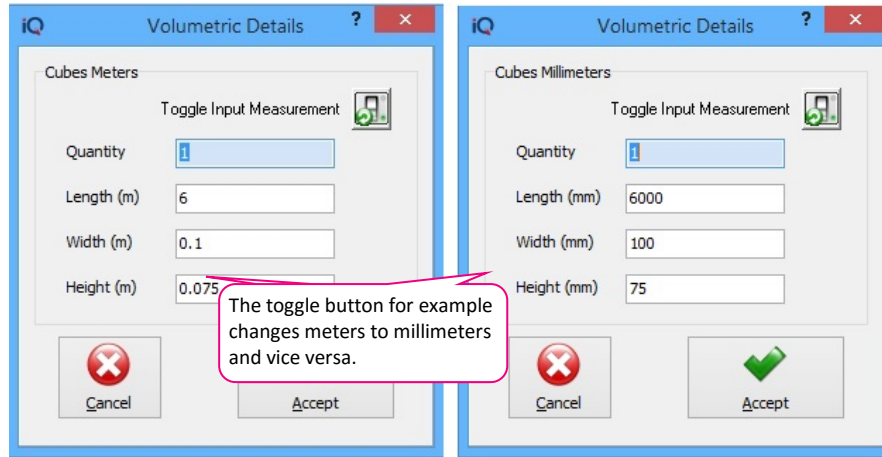 iQ Volumetric Details ? ×
Cubes Meters
Toggle Input Measurement
Quantity 1
Length (m) 6
Width (m) 0.1
Height (m) 0.075
Cancel
Accept
iQ Volumetric Details ? ×
Cubes Millimeters
Toggle Input Measurement
Quantity 1
Length (mm) 6000
Width (mm) 100
Height (mm) 75
Cancel
Accept
The toggle button for example
changes meters to millimeters
and vice versa.